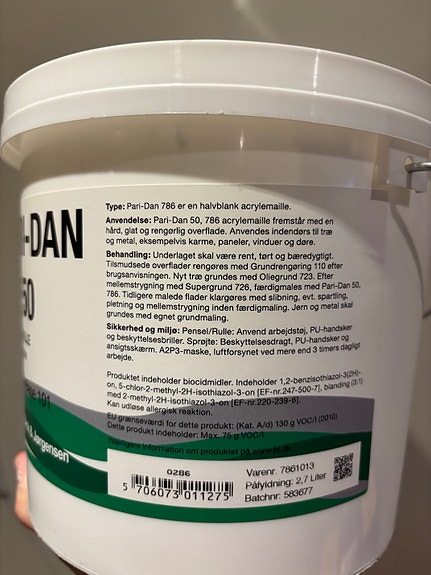 Type: Pari-Dan 786 er en halvblank acrylemaille.
Anvendelse: Pari-Dan 50, 786 acrylemaille fremstår med en
hård, glat og rengørlig overflade. Anvendes indendørs til træ
og metal, eksempelvis karme, paneler, vinduer og døre.
Behandling: Underlaget skal være rent, tørt og bæredygtigt.
Tilsmudsede overflader rengøres med Grundrengøring 110 efter
brugsanvisningen. Nyt træ grundes med Oliegrund 723. Efter
mellemstrygning med Supergrund 726, færdigmales med Pari-Dan 50,
786. Tidligere malede flader klargøres med slibning, evt. spartling,
pletning og mellemstrygning inden færdigmaling. Jern og metal skal
grundes med egnet grundmaling.
Sikkerhed og miljø: Pensel/Rulle: Anvend arbejdstøj, PU-handsker
og beskyttelsesbriller. Sprøjte: Beskyttelsesdragt, PU-handsker og
ansigtsskærm. A2P3-maske, luftforsynet ved mere end 3 timers dagligt
arbejde.
Produktet indeholder biocidmidler. Indeholder 1,2-benzisothiazol-3(2H)-
on, 5-chlor-2-methyl-2H-isothiazol-3-on [EF-nr.247-500-7], blanding (3:1)
med 2-methyl-2H-isothiazol-3-on [EF-nr.220-239-6].
Kan udløse allergisk reaktion.
EU grænseværdi for dette produkt: (Kat. A/d) 130 g VOC/l (2010)
Dette produkt indeholder: Max. 75 g VOC/l
Yderligere information om produktet på
-DAN
50
101
Jørgensen
0286
5 706073 011275
Varenr. 7861013
Påfyldning: 2,7 Liter
Batchnr: 583677